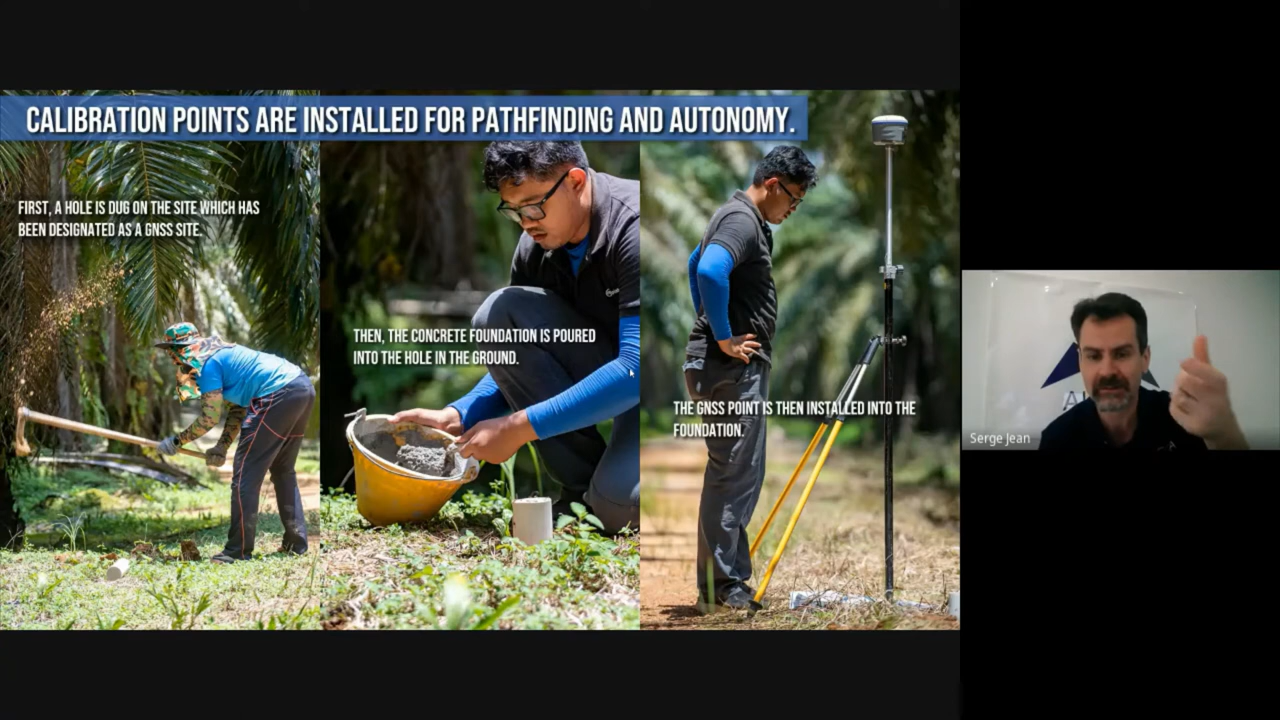 CALIBRATION POINTS ARE INSTALLED FOR PATHFINDING AND AUTONOMY.
FIRST, A HOLE IS DUG ON THE SITE WHICH HAS
BEEN DESIGNATED AS A GNSS SITE.
THEN, THE CONCRETE FOUNDATION IS POURED
INTO THE HOLE IN THE GROUND.
THE GNSS POINT IS THEN INSTALLED INTO THE
FOUNDATION.
Serge Jean